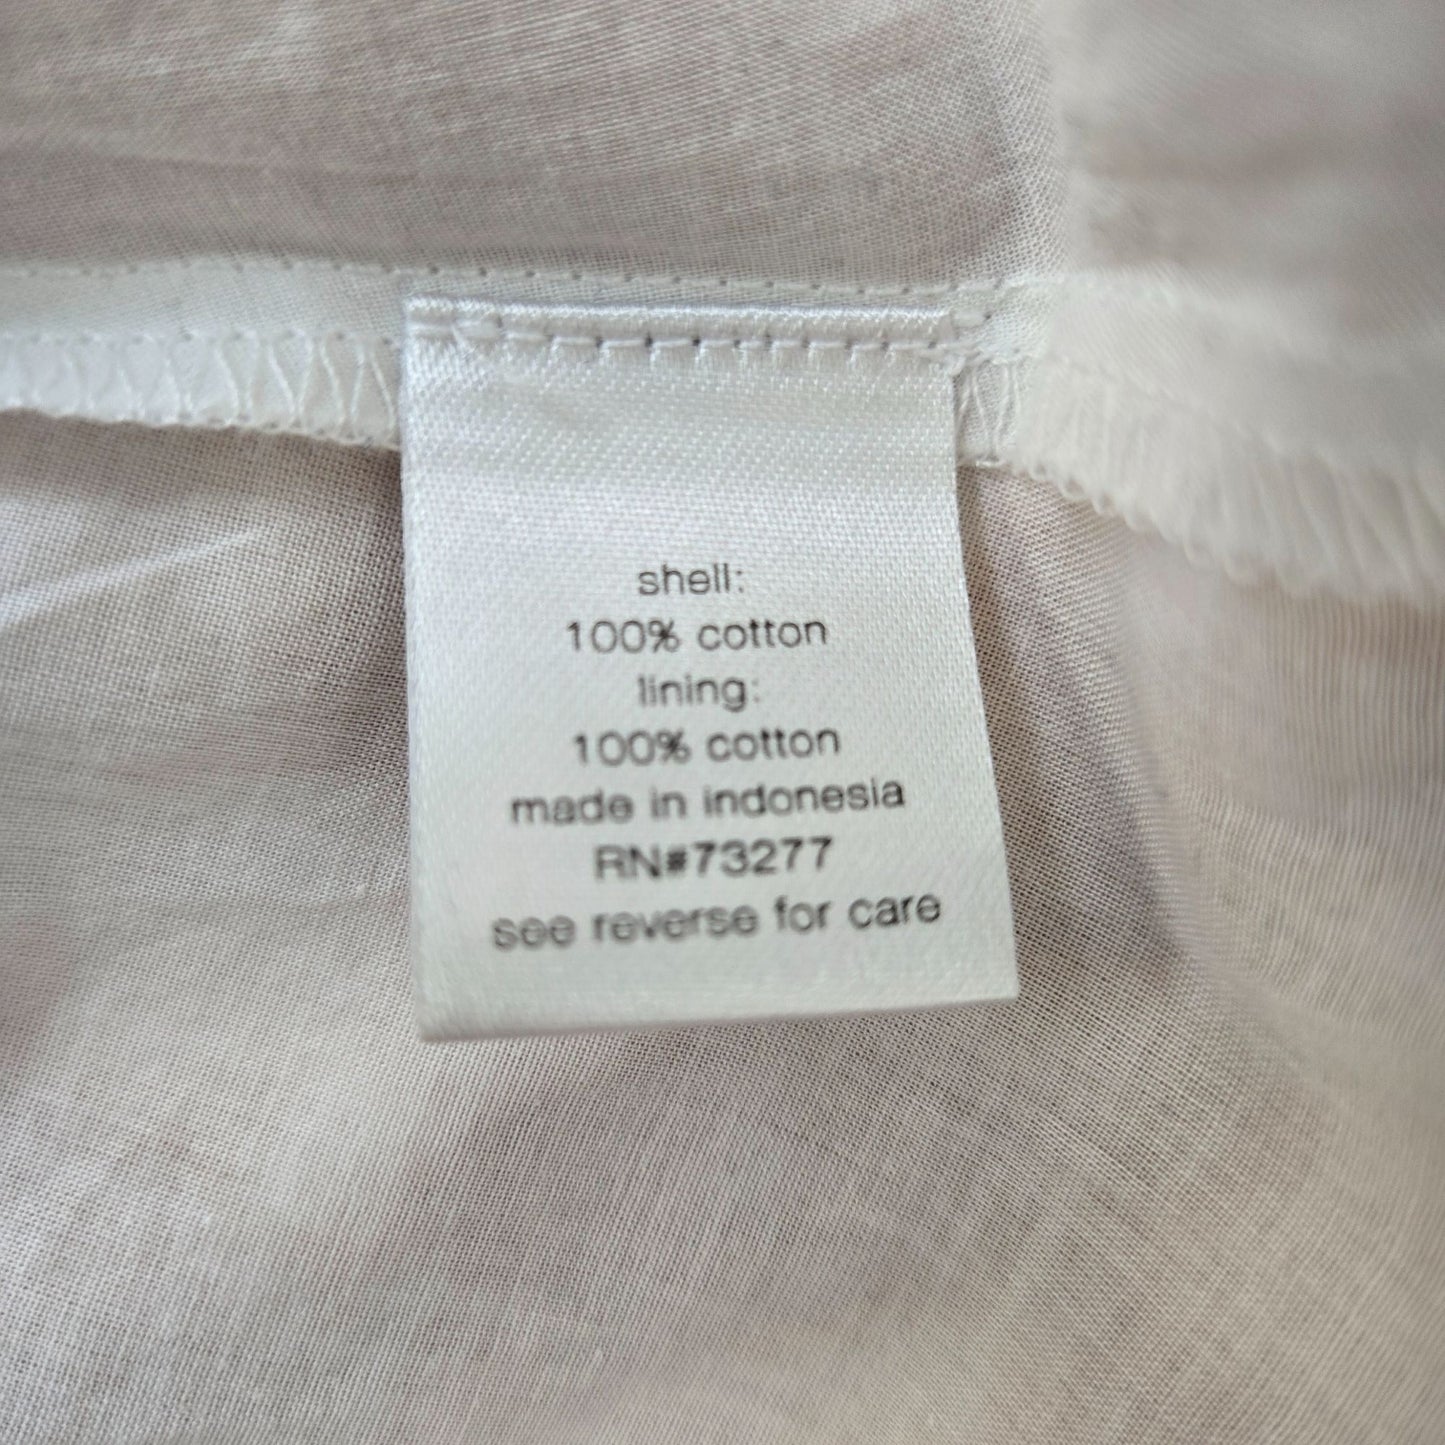 shell:
100% cotton
lining:
100% cotton
made in indonesia
RN#73277
see reverse for care